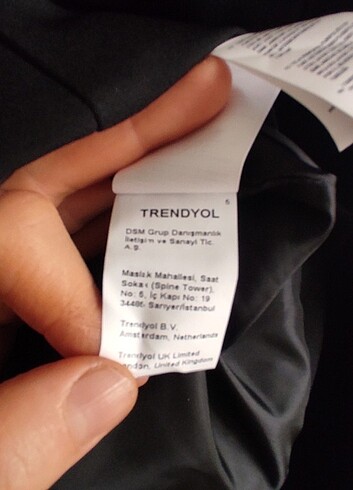 5
TRENDYOL
DSM Grup Danışmanlık
İletişim ve Sanayi Tic.
A.Ş.
Maslak Mahallesi, Saat
Sokak (Spine Tower),
No: 5, İç Kapı No: 19
34485 Sarıyer/İstanbul
Trendyol B.V.
Amsterdam, Netherlands
Trendyol UK Limited
London, United Kingdom